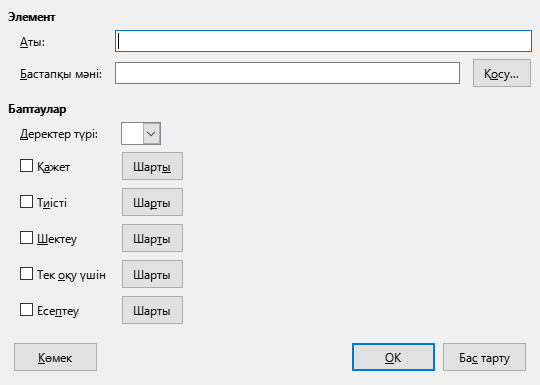 Элемент
Аты:
Бастапқы мәні: Қосу...
Баптаулар
Деректер түрі:
Қажет Шарты
Тиісті Шарты
Шектеу Шарты
Тек оқу үшін Шарты
Есептеу Шарты
Көмек ОК Бас тарту